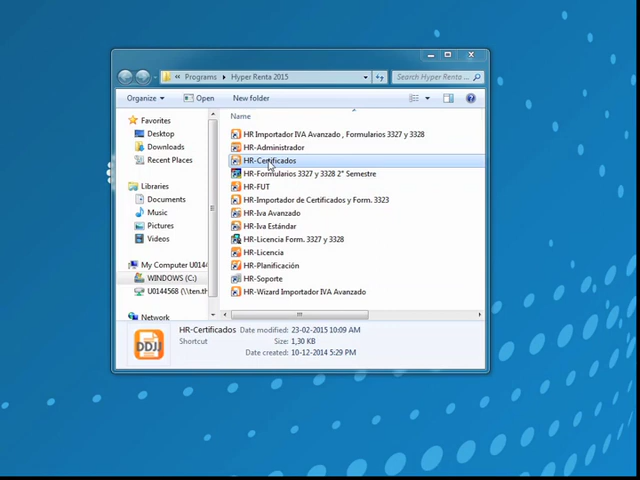 « Programs ▸ Hyper Renta 2015
Search Hyper Renta ...
Organize
Open
New folder
Name
Favorites
Desktop
Downloads
Recent Places
Libraries
Documents
Music
Pictures
Videos
My Computer U0144
WINDOWS (C:)
U0144568 (\\ten.th
Network
HR Importador IVA Avanzado , Formularios 3327 y 3328
HR-Administrador
HR-Certificados
HR-Formularios 3327 y 3328 2° Semestre
HR-FUT
HR-Importador de Certificados y Form. 3323
HR-Iva Avanzado
HR-Iva Estándar
HR-Licencia Form. 3327 y 3328
HR-Licencia
HR-Planificación
HR-Soporte
HR-Wizard Importador IVA Avanzado
DDJJ
HR-Certificados Date modified: 23-02-2015 10:09 AM
Shortcut Size: 1,30 KB
Date created: 10-12-2014 5:29 PM